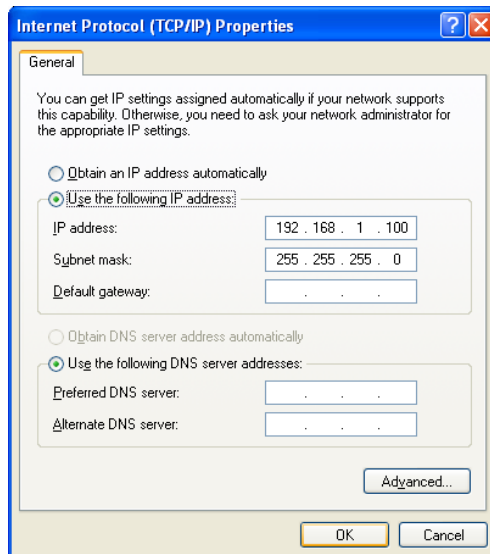 Internet Protocol (TCP/IP) Properties
General
You can get IP settings assigned automatically if your network supports
this capability. Otherwise, you need to ask your network administrator for
the appropriate IP settings.
Obtain an IP address automatically
Use the following IP address:
IP address: 192 . 168 . 1 . 100
Subnet mask: 255 . 255 . 255 . 0
Default gateway: . . .
Obtain DNS server address automatically
Use the following DNS server addresses:
Preferred DNS server: . . .
Alternate DNS server: . . .
Advanced...
OK Cancel